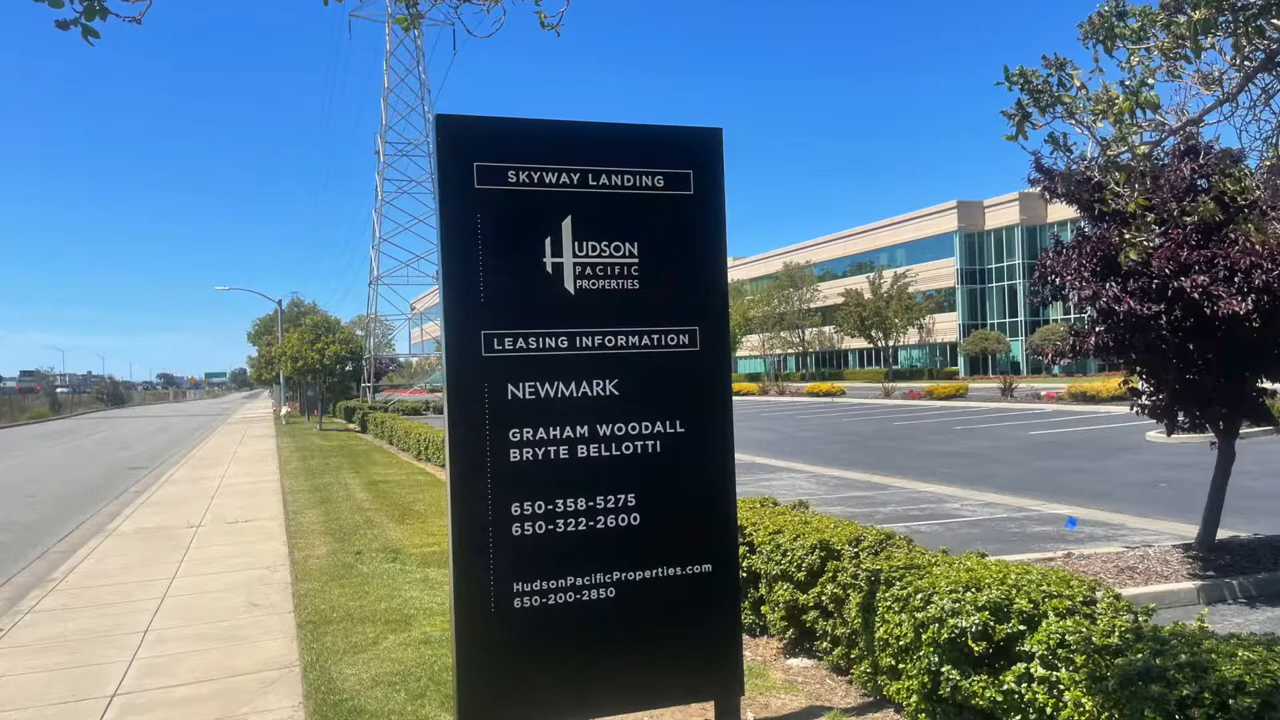 SKYWAY LANDING
HUDSON
PACIFIC
PROPERTIES
LEASING INFORMATION
NEWMARK
GRAHAM WOODALL
BRYTE BELLOTTI
650-358-5275
650-322-2600
HudsonPacificProperties.com
650-200-2850